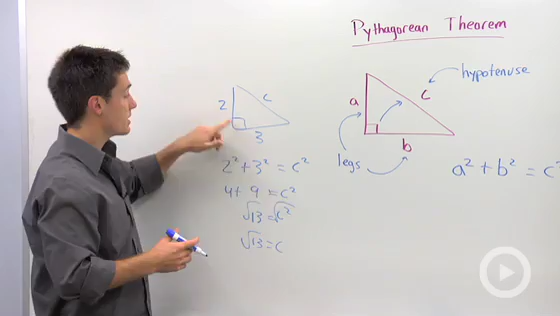 Pythagorean Theorem
hypotenuse
a
c
b
legs
a² + b² = c
2
c
3
2² + 3² = c²
4 + 9 = c²
√13 = √c²
√13 = c